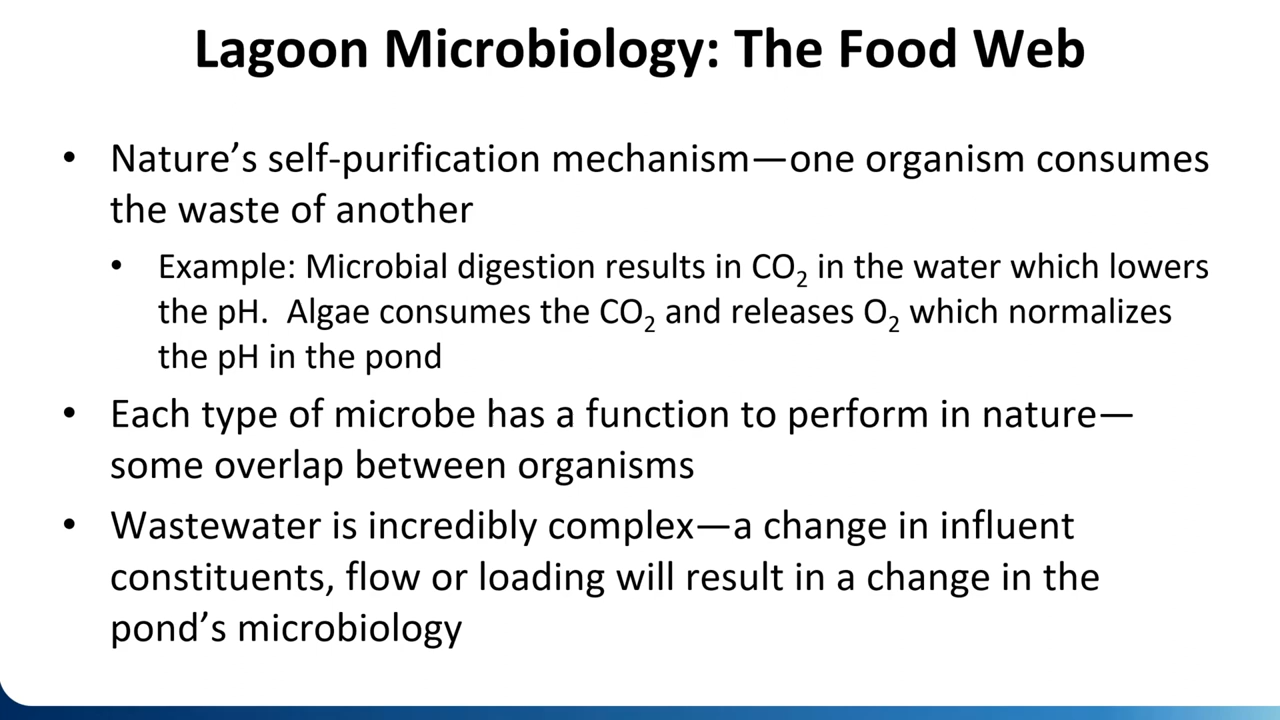 Lagoon Microbiology: The Food Web
• Nature’s self-purification mechanism—one organism consumes
the waste of another
• Example: Microbial digestion results in CO₂ in the water which lowers
the pH.  Algae consumes the CO₂ and releases O₂ which normalizes
the pH in the pond
• Each type of microbe has a function to perform in nature—
some overlap between organisms
• Wastewater is incredibly complex—a change in influent
constituents, flow or loading will result in a change in the
pond’s microbiology